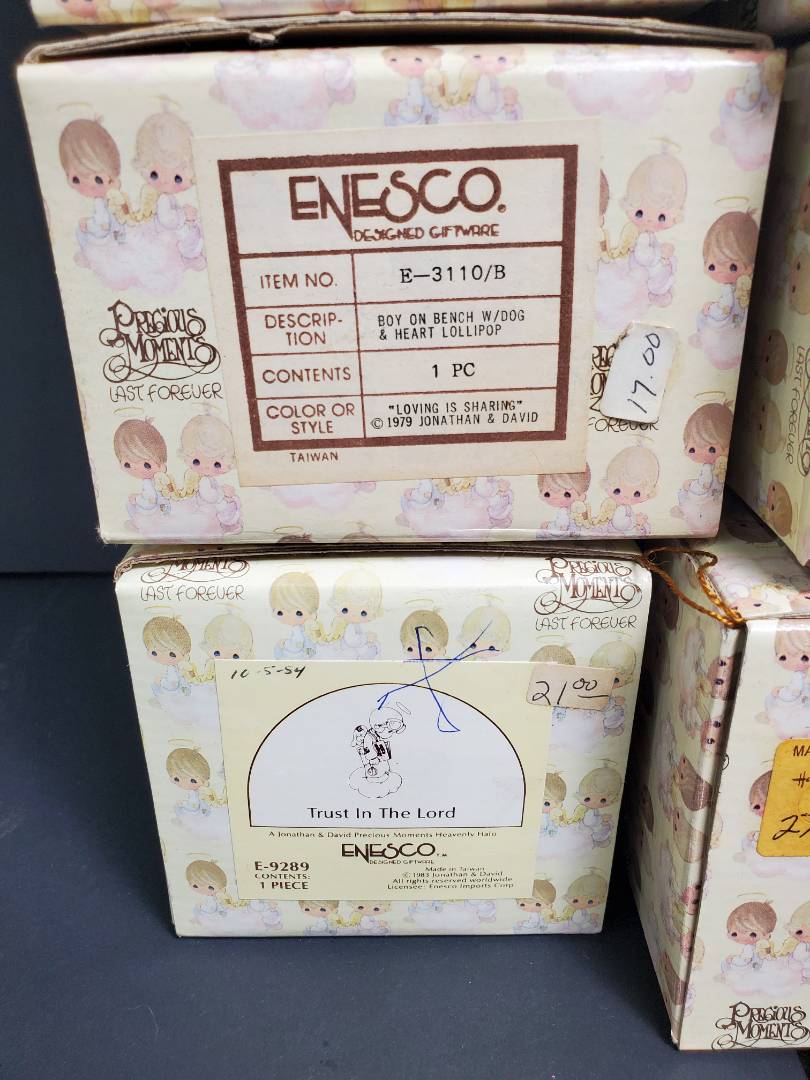 ENESCO®
DESIGNED GIFTWARE
ITEM NO. E-3110/B
DESCRIP-TION BOY ON BENCH W/DOG
& HEART LOLLIPOP
CONTENTS 1 PC
COLOR OR STYLE "LOVING IS SHARING"
© 1979 JONATHAN & DAVID
TAIWAN
PRECIOUS MOMENTS
LAST FOREVER
17.00
FOREVER
MOMENTS
LAST FOREVER
PRECIOUS MOMENTS
LAST FOREVER
10-5-84
21.00
Trust In The Lord
A Jonathan & David Precious Moments Heavenly Halo
ENESCO™
DESIGNED GIFTWARE
E-9289
CONTENTS:
1 PIECE
Made in Taiwan
© 1983 Jonathan & David
All rights reserved worldwide
Licensee: Enesco Imports Corp.
MA
#
PRECIOUS MOMENTS